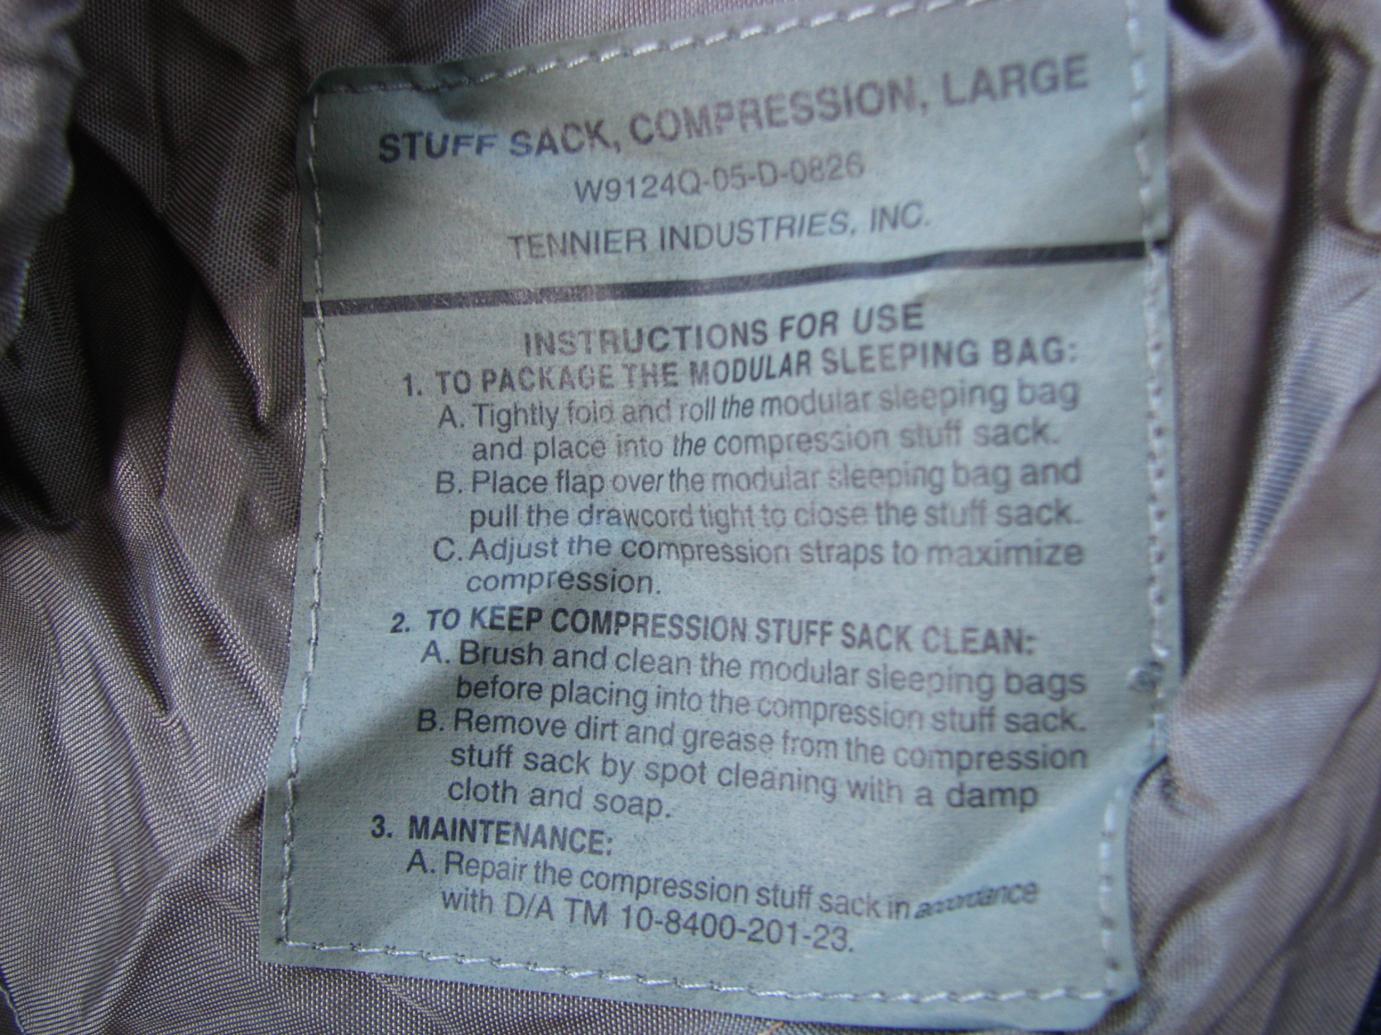 STUFF SACK, COMPRESSION, LARGE
W9124Q-05-D-0826
TENNIER INDUSTRIES, INC.
INSTRUCTIONS FOR USE
1. TO PACKAGE THE MODULAR SLEEPING BAG:
A. Tightly fold and roll the modular sleeping bag
and place into the compression stuff sack.
B. Place flap over the modular sleeping bag and
pull the drawcord tight to close the stuff sack.
C. Adjust the compression straps to maximize
compression.
2. TO KEEP COMPRESSION STUFF SACK CLEAN:
A. Brush and clean the modular sleeping bags
before placing into the compression stuff sack.
B. Remove dirt and grease from the compression
stuff sack by spot cleaning with a damp
cloth and soap.
3. MAINTENANCE:
A. Repair the compression stuff sack in accordance
with D/A TM 10-8400-201-23.